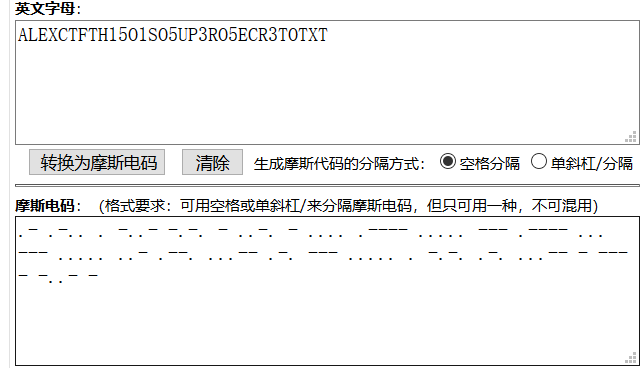 英文字母:
ALEXCTFTH15O1SO5UP3RO5ECR3TOTXT
转换为摩斯电码 清除 生成摩斯代码的分隔方式: 空格分隔 单斜杠/分隔
摩斯电码: （格式要求：可用空格或单斜杠/来分隔摩斯电码，但只可用一种，不可混用）
.- .-.. . -..- -.-. - ..-. - .... .---- ..... --- .---- ...
--- ..... ..- .--. ...-- .-. --- ..... . -.-. .-. ...-- - ---
- -..- -